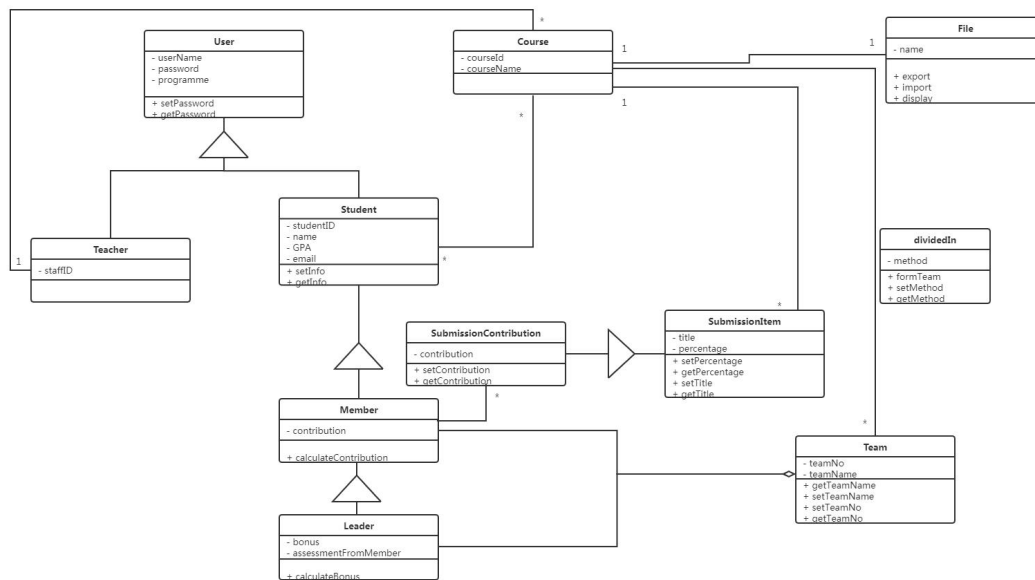 *
User
- userName
- password
- programme
+ setPassword
+ getPassword
Course
- courseId
- courseName
1
1
1
*
File
- name
+ export
+ import
+ display
Student
- studentID
- name
- GPA
- email
+ setInfo
+ getInfo
*
Teacher
- staffID
1
dividedIn
- method
+ formTeam
+ setMethod
+ getMethod
SubmissionContribution
- contribution
+ setContribution
+ getContribution
*
*
SubmissionItem
- title
- percentage
+ setPercentage
+ getPercentage
+ setTitle
+ getTitle
Member
- contribution
+ calculateContribution
*
Team
- teamNo
- teamName
+ getTeamName
+ setTeamName
+ setTeamNo
+ getTeamNo
Leader
- bonus
- assessmentFromMember
+ calculateBonus